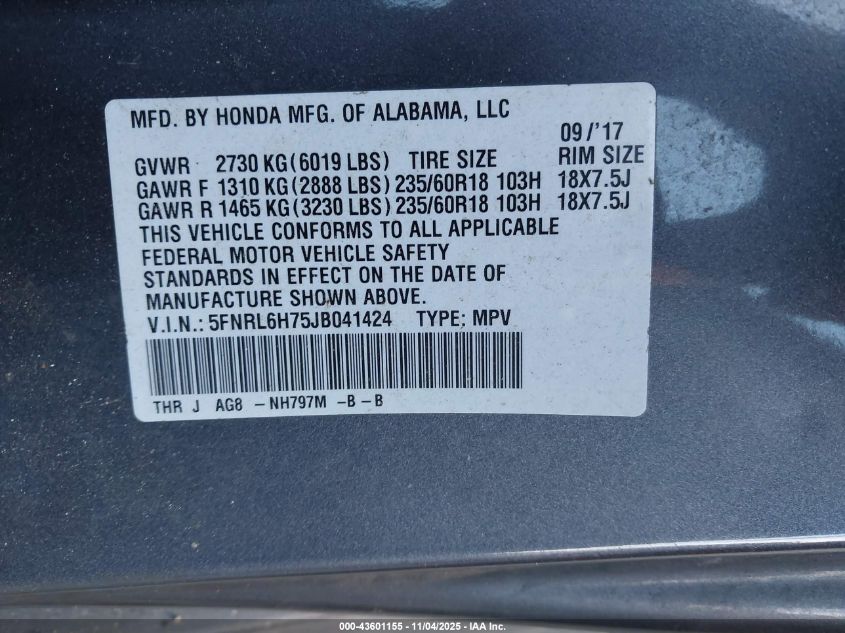 MFD. BY HONDA MFG. OF ALABAMA, LLC
09/'17
GVWR 2730 KG(6019 LBS) TIRE SIZE RIM SIZE
GAWR F 1310 KG(2888 LBS) 235/60R18 103H 18X7.5J
GAWR R 1465 KG(3230 LBS) 235/60R18 103H 18X7.5J
THIS VEHICLE CONFORMS TO ALL APPLICABLE
FEDERAL MOTOR VEHICLE SAFETY
STANDARDS IN EFFECT ON THE DATE OF
MANUFACTURE SHOWN ABOVE.
V.I.N.: 5FNRL6H75JB041424 TYPE: MPV
THR J AG8 -NH797M -B-B
000-43601155 - 11/04/2025 - IAA Inc.